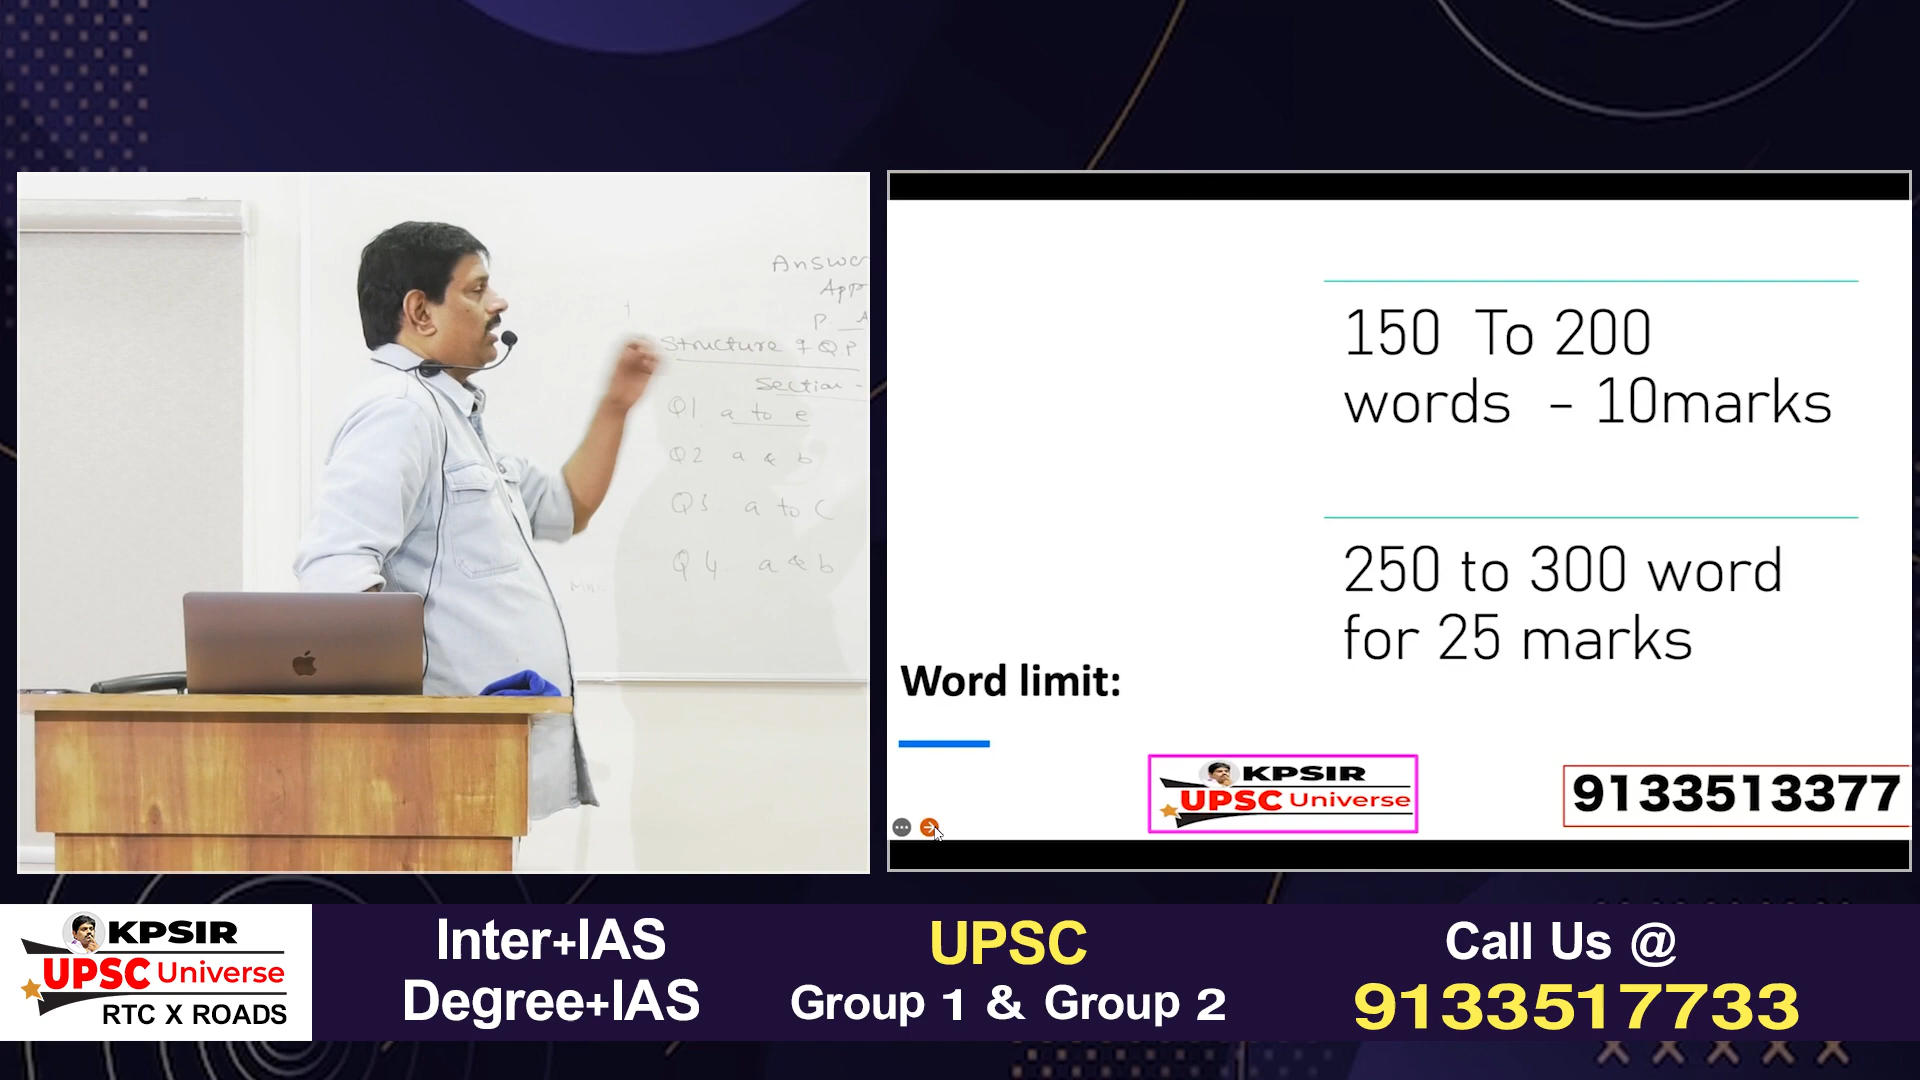 Structure of Q.P
Section -
Q1 a to e
Q2 a & b
Q3 a to c
Q4 a & b
150 To 200
words - 10marks
250 to 300 word
for 25 marks
Word limit:
KPSIR
UPSC Universe
9133513377
KPSIR
UPSC Universe
RTC X ROADS
Inter+IAS
Degree+IAS
UPSC
Group 1 & Group 2
Call Us @
9133517733